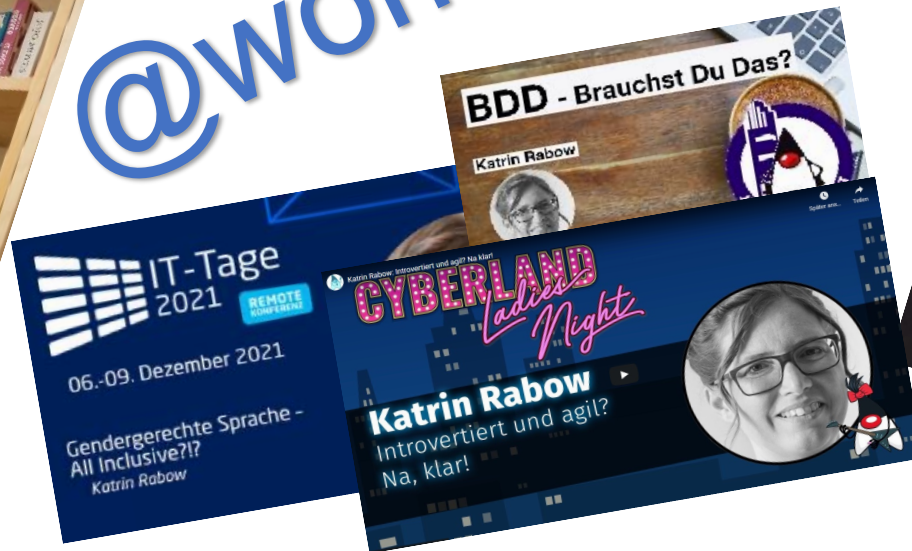 BDD - Brauchst Du Das?
Katrin Rabow
IT-Tage
2021
REMOTE
KONFERENZ
06.-09. Dezember 2021
Gendergerechte Sprache -
All Inclusive?!?
Katrin Rabow
Katrin Rabow: Introvertiert und agil? Na klar!
Später ans...
Teilen
CYBERLAND
Ladies
Night
Katrin Rabow
Introvertiert und agil?
Na, klar!